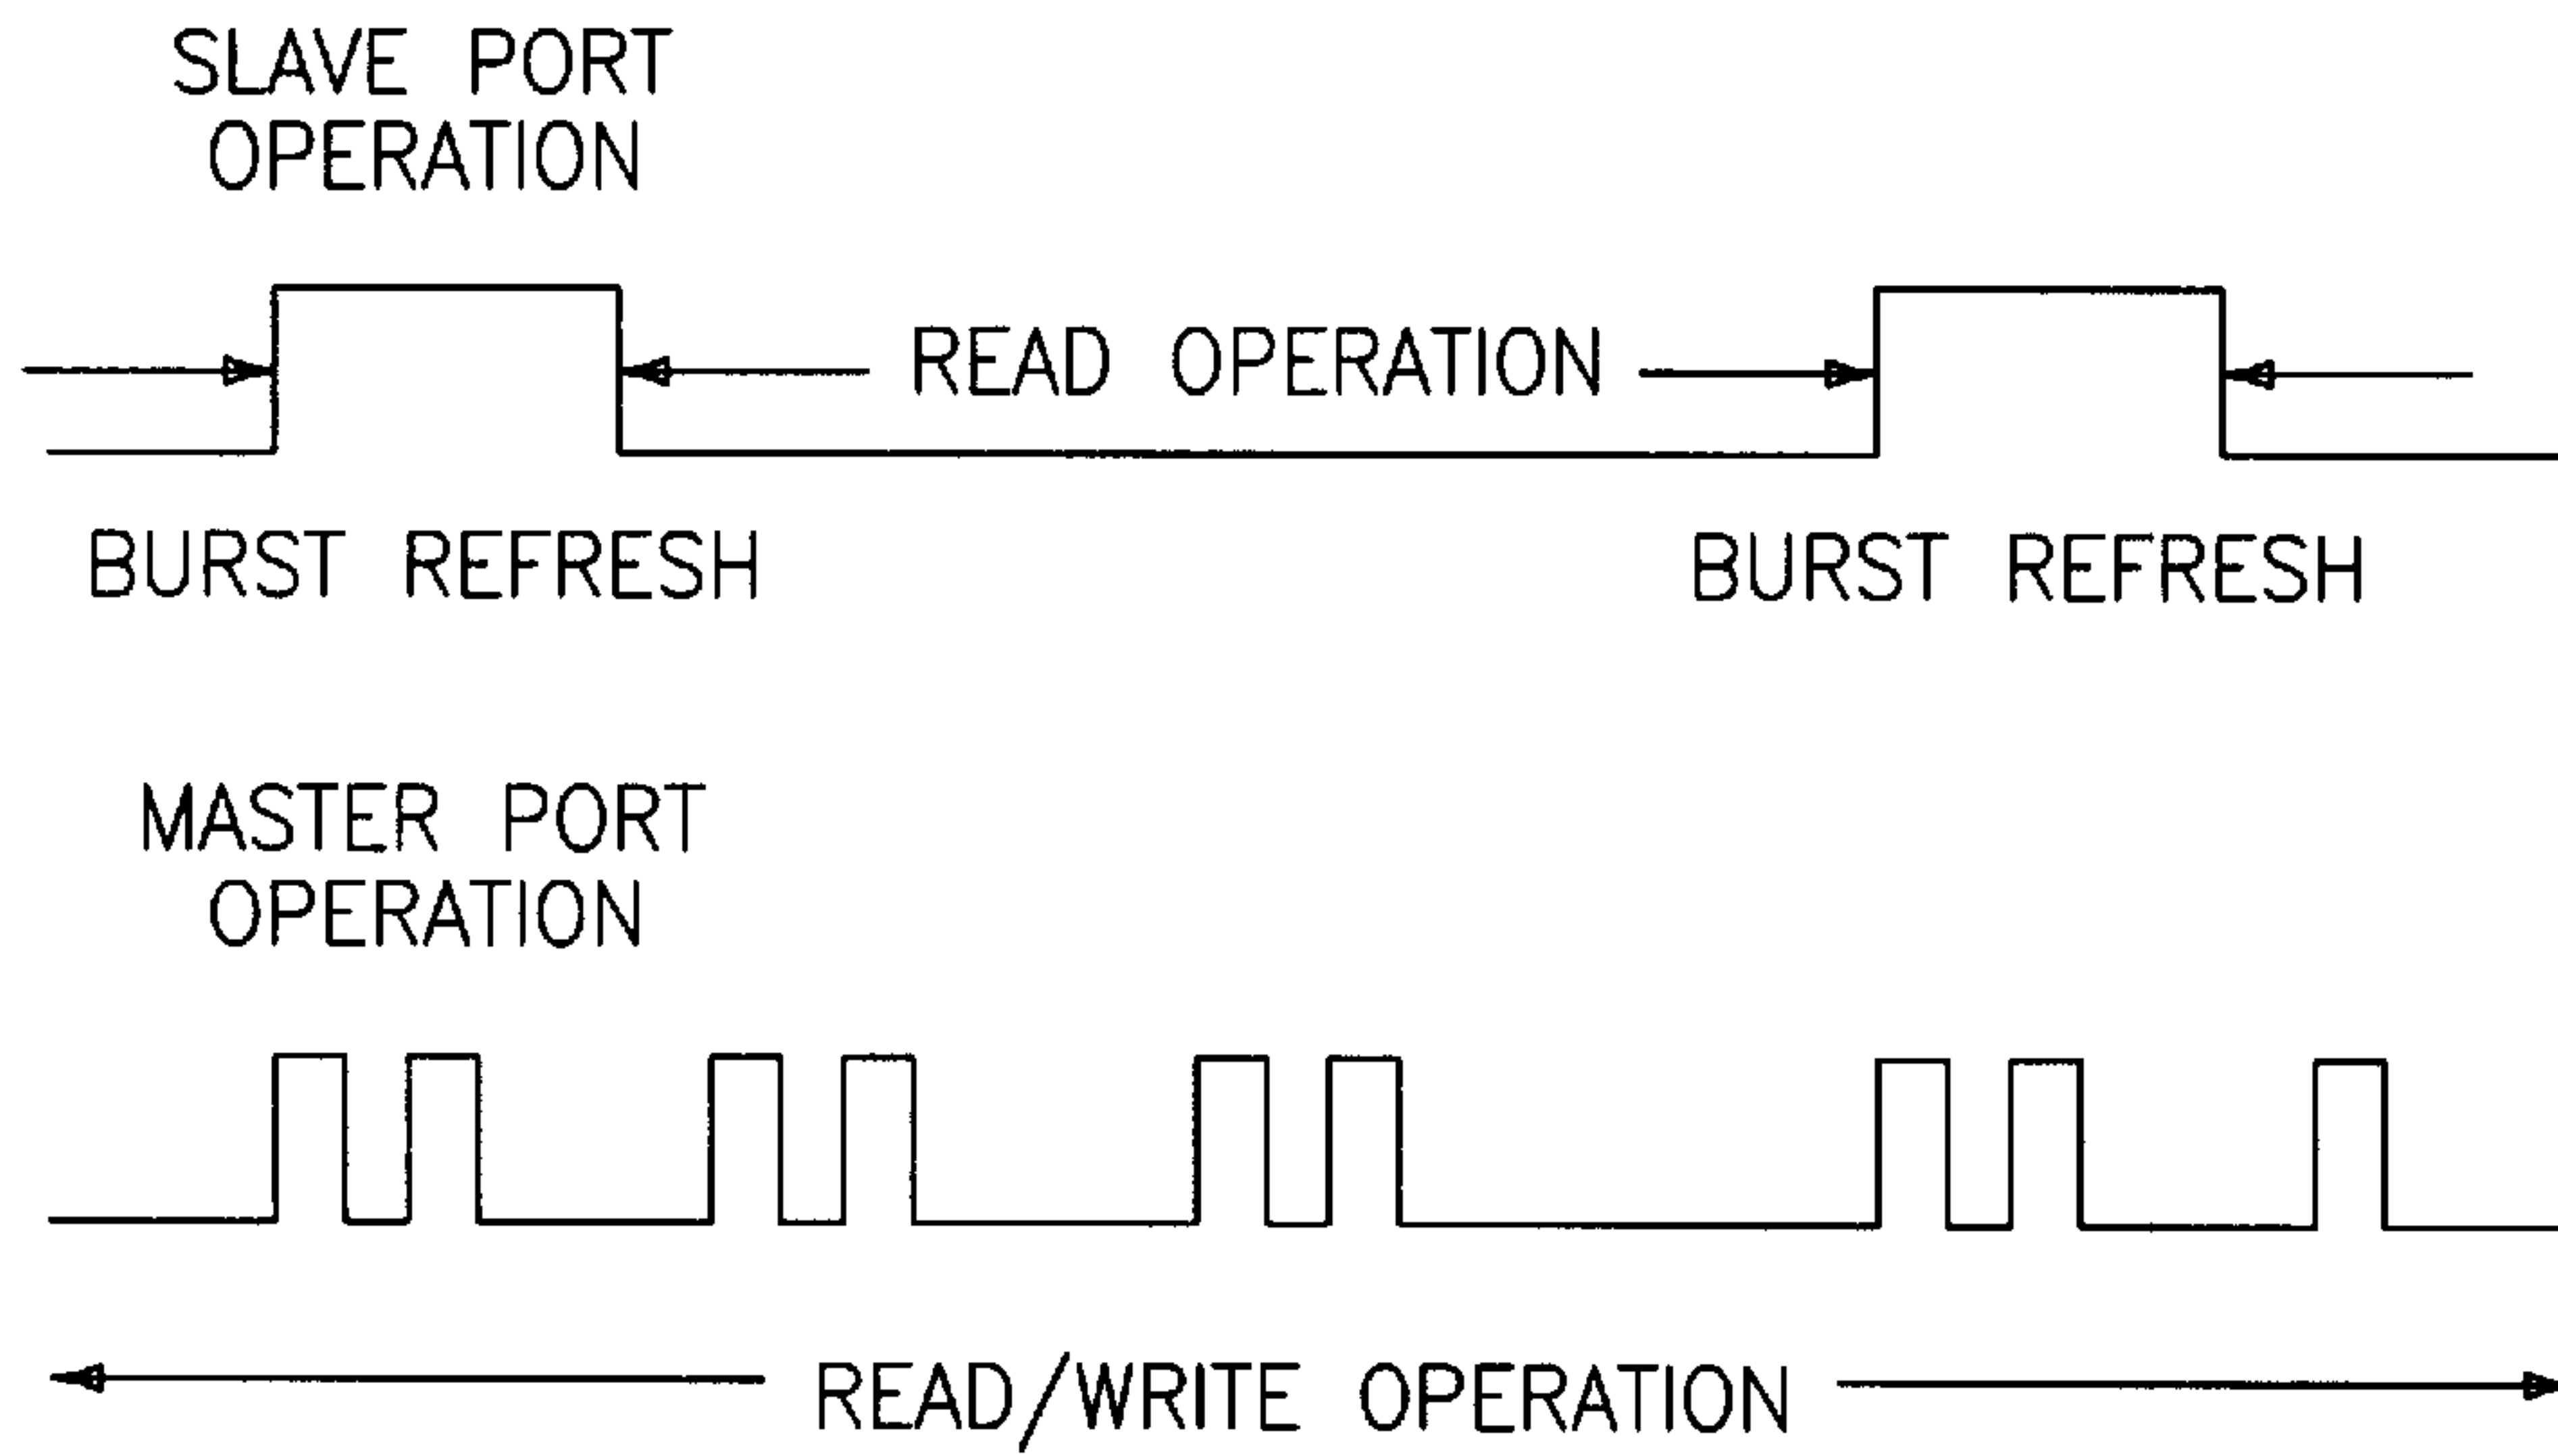 SLAVE PORT
OPERATION
READ OPERATION
BURST REFRESH
BURST REFRESH
MASTER PORT
OPERATION
READ/WRITE OPERATION